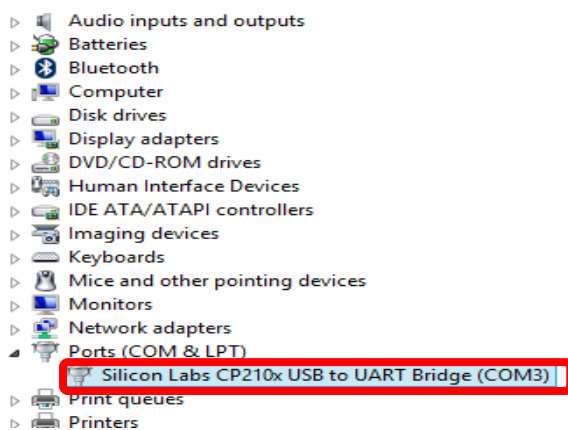 Audio inputs and outputs
Batteries
Bluetooth
Computer
Disk drives
Display adapters
DVD/CD-ROM drives
Human Interface Devices
IDE ATA/ATAPI controllers
Imaging devices
Keyboards
Mice and other pointing devices
Monitors
Network adapters
Ports (COM & LPT)
Silicon Labs CP210x USB to UART Bridge (COM3)
Print queues
Printers